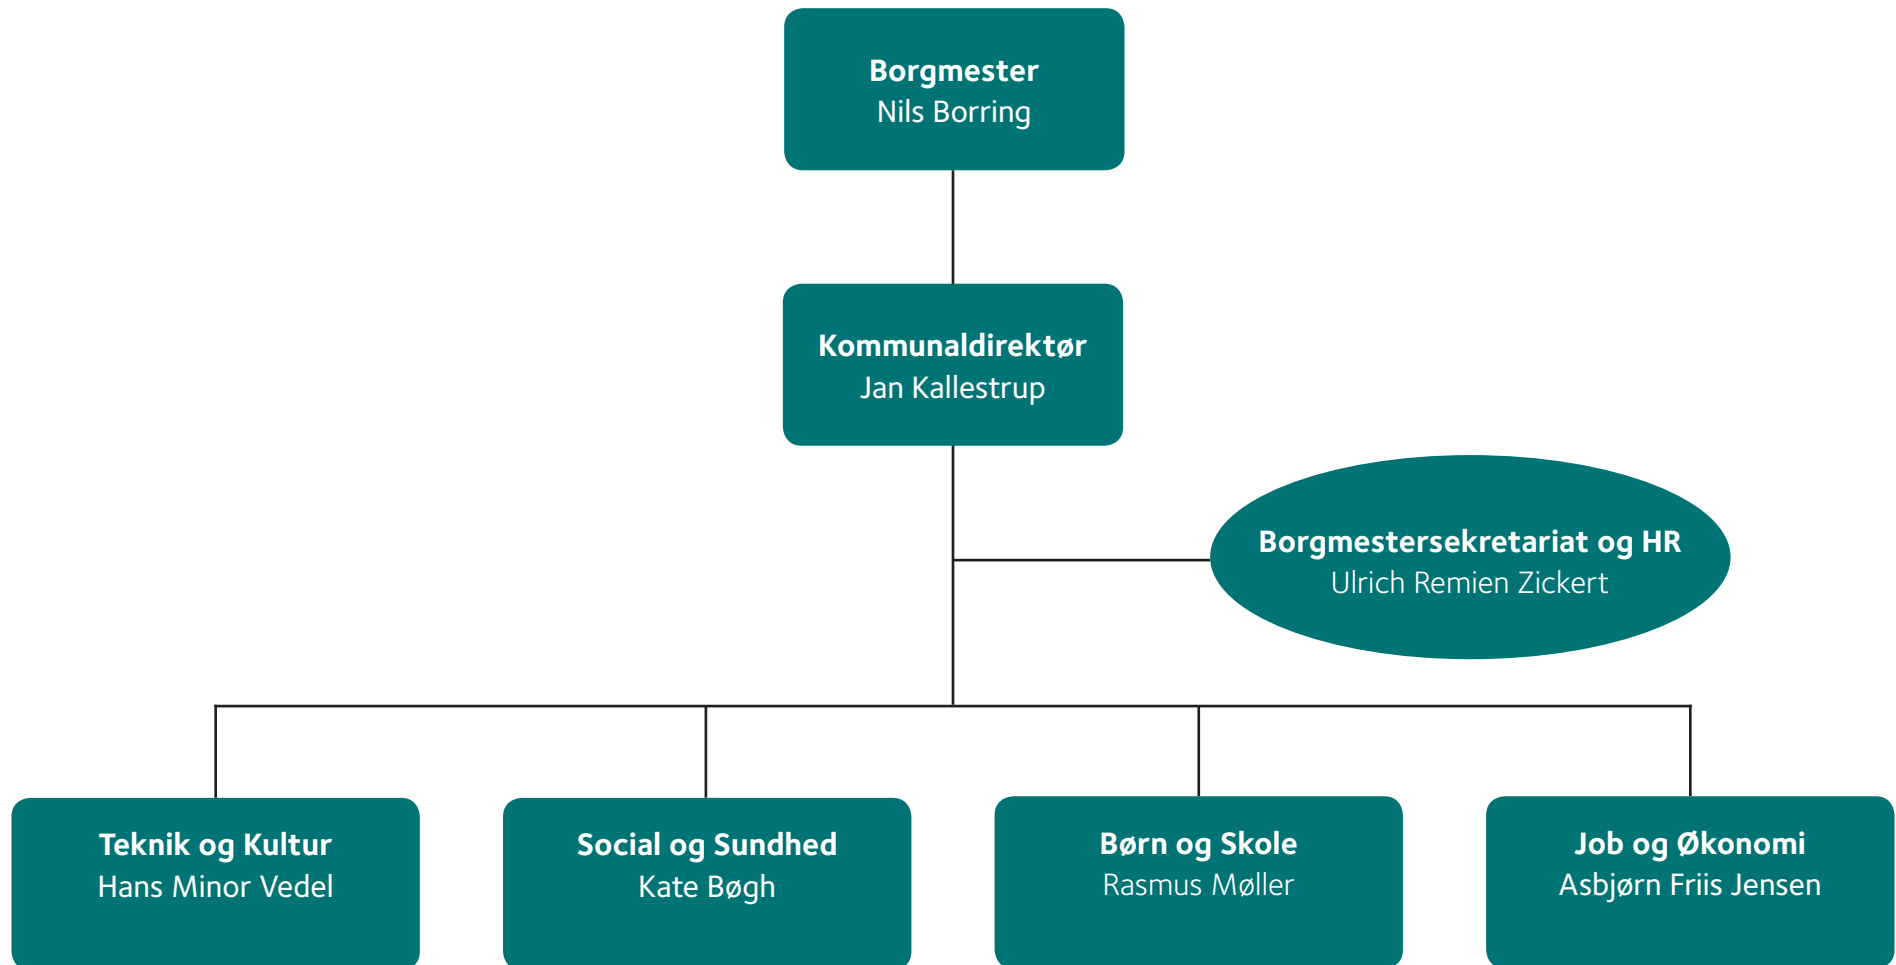 Borgmester
Nils Borring
Kommunaldirektør
Jan Kallestrup
Borgmestersekretariat og HR
Ulrich Remien Zickert
Teknik og Kultur
Hans Minor Vedel
Social og Sundhed
Kate Bøgh
Børn og Skole
Rasmus Møller
Job og Økonomi
Asbjørn Friis Jensen